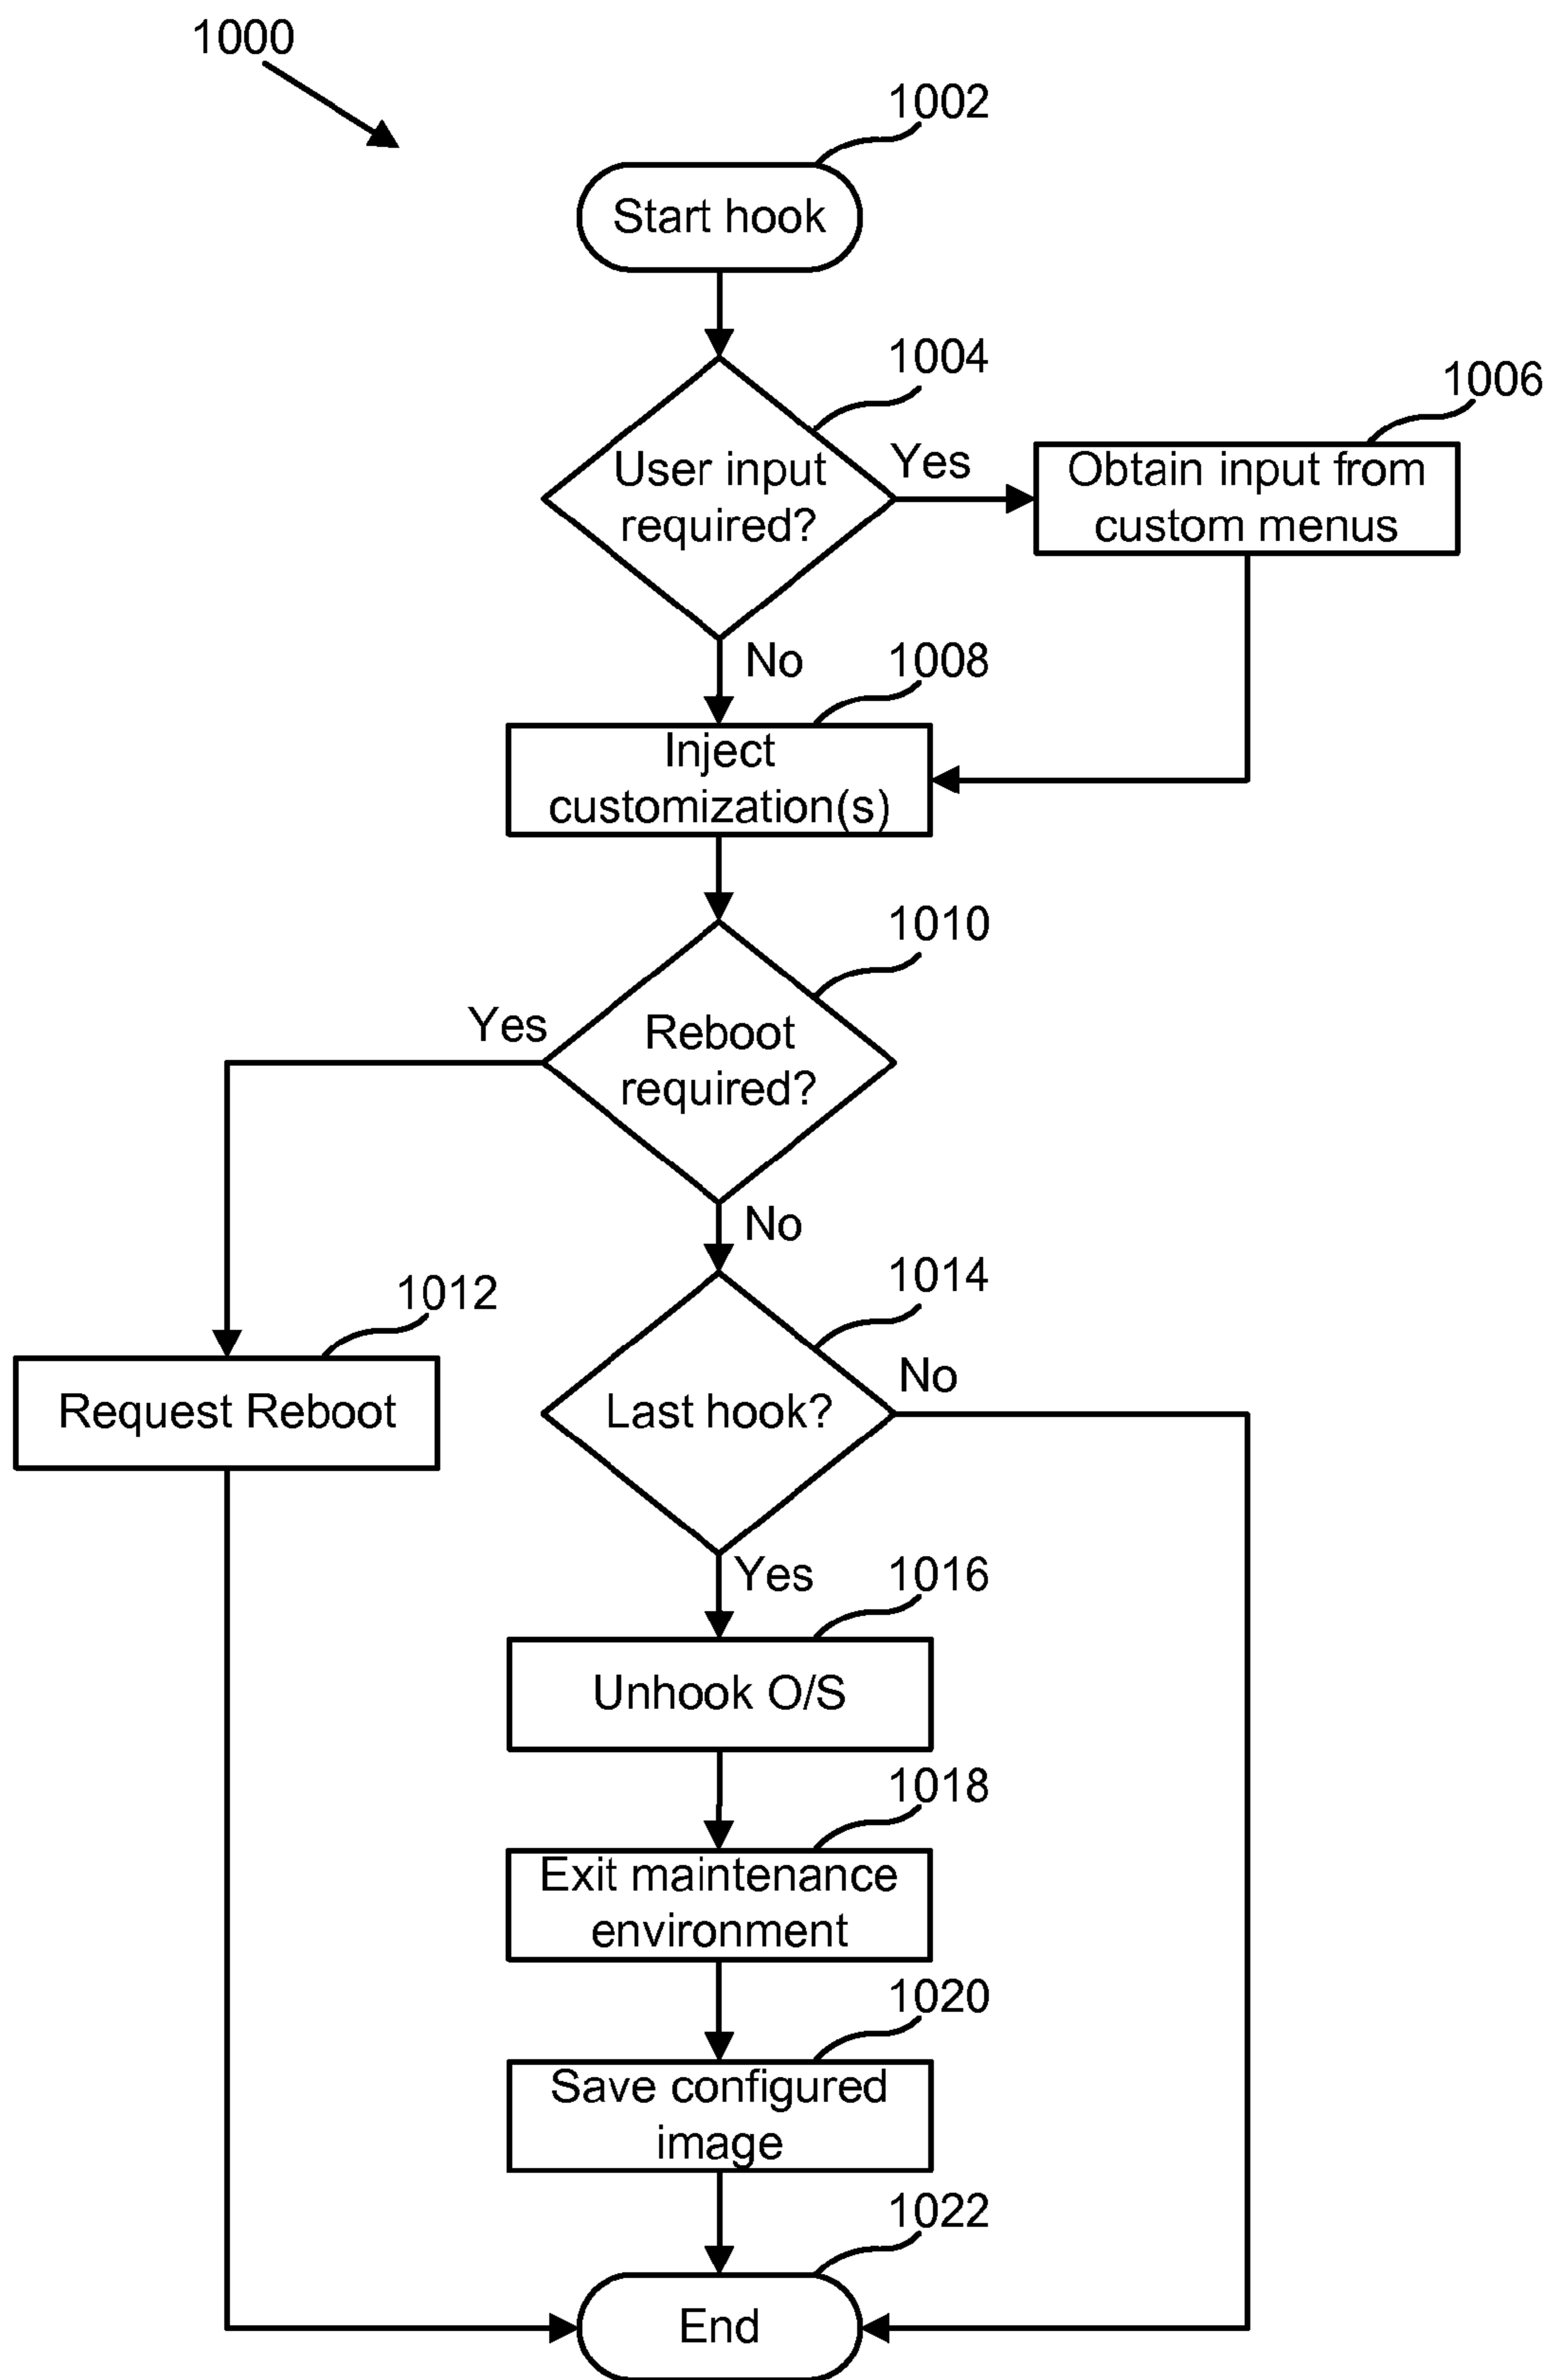 1000
1002
Start hook
1004
1006
User input
required?
Yes
Obtain input from
custom menus
No
1008
Inject
customization(s)
1010
Yes
Reboot
required?
No
1012
1014
Request Reboot
Last hook?
No
Yes
1016
Unhook O/S
1018
Exit maintenance
environment
1020
Save configured
image
1022
End